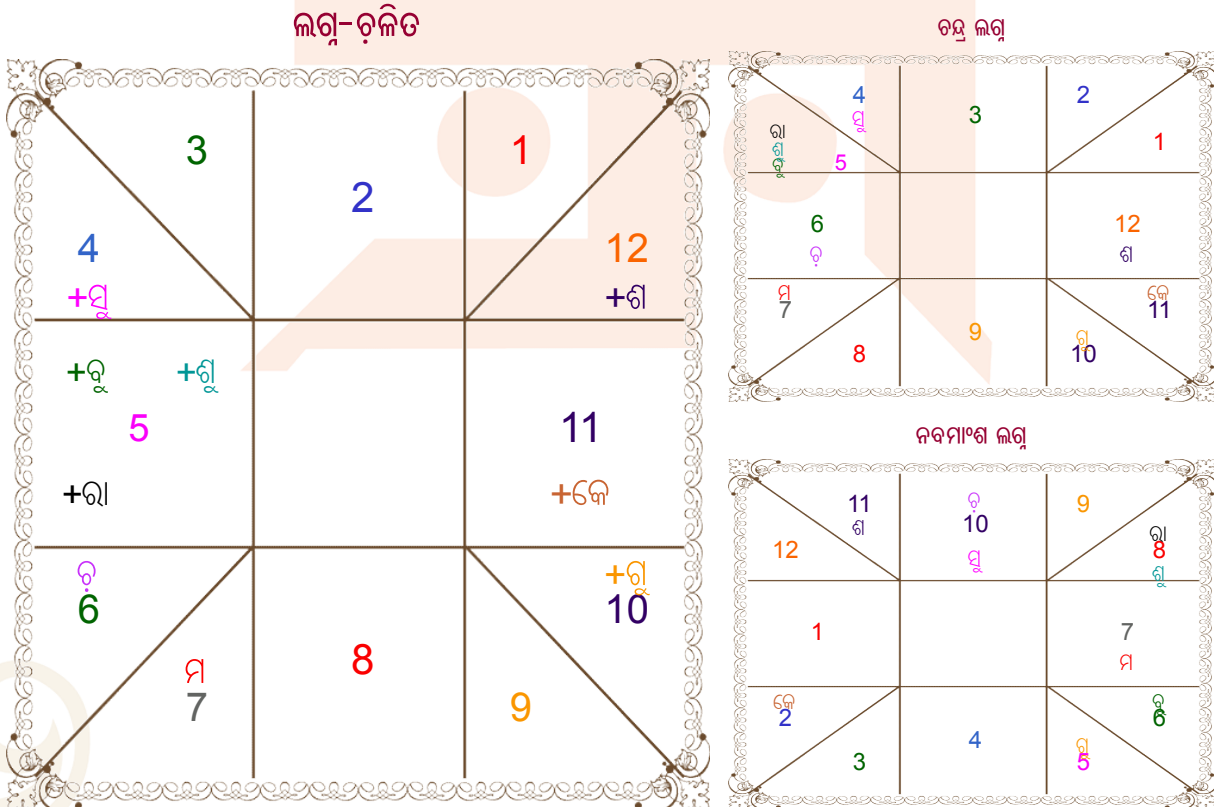 ଲଗ୍ନ-ଚ଼ଳିତ
3
2
1
4
+ସୁ
12
+ଶ
+ବୁ +ଶୁ
5
+ରା
11
+କେ
ଚ଼
6
ମ
7
8
9
+ଗୁ
10
ଚନ୍ଦ୍ର ଲଗ୍ନ
4
ସୁ
3
2
1
ରା
ଶୁ
ବୁ
5
6
ଚ଼
12
ଶ
ମ
7
8
9
ଗୁ
10
କେ
11
ନବମାଂଶ ଲଗ୍ନ
11
ଶ
ଚ଼
10
ସୁ
9
12
ରା
8
ଶୁ
1
7
ମ
କେ
2
3
4
ଗୁ
5
ବୁ
6